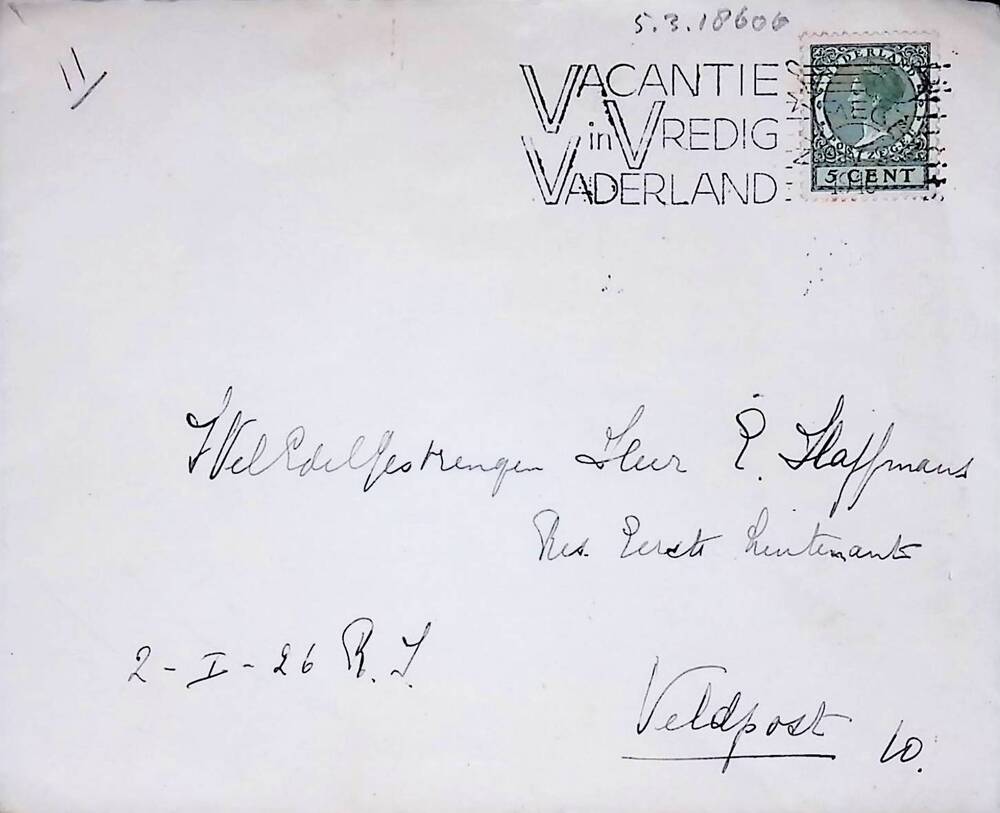 5.3.18606
11
VACANTIE
in VREDIG
VADERLAND
NEDERLAND
POSTZEGEL
5 CENT
WelEdelGestrengen Heer E. Haffmans
Res. Eerste Luitenant
2-I-26 R.I.
Veldpost 10.